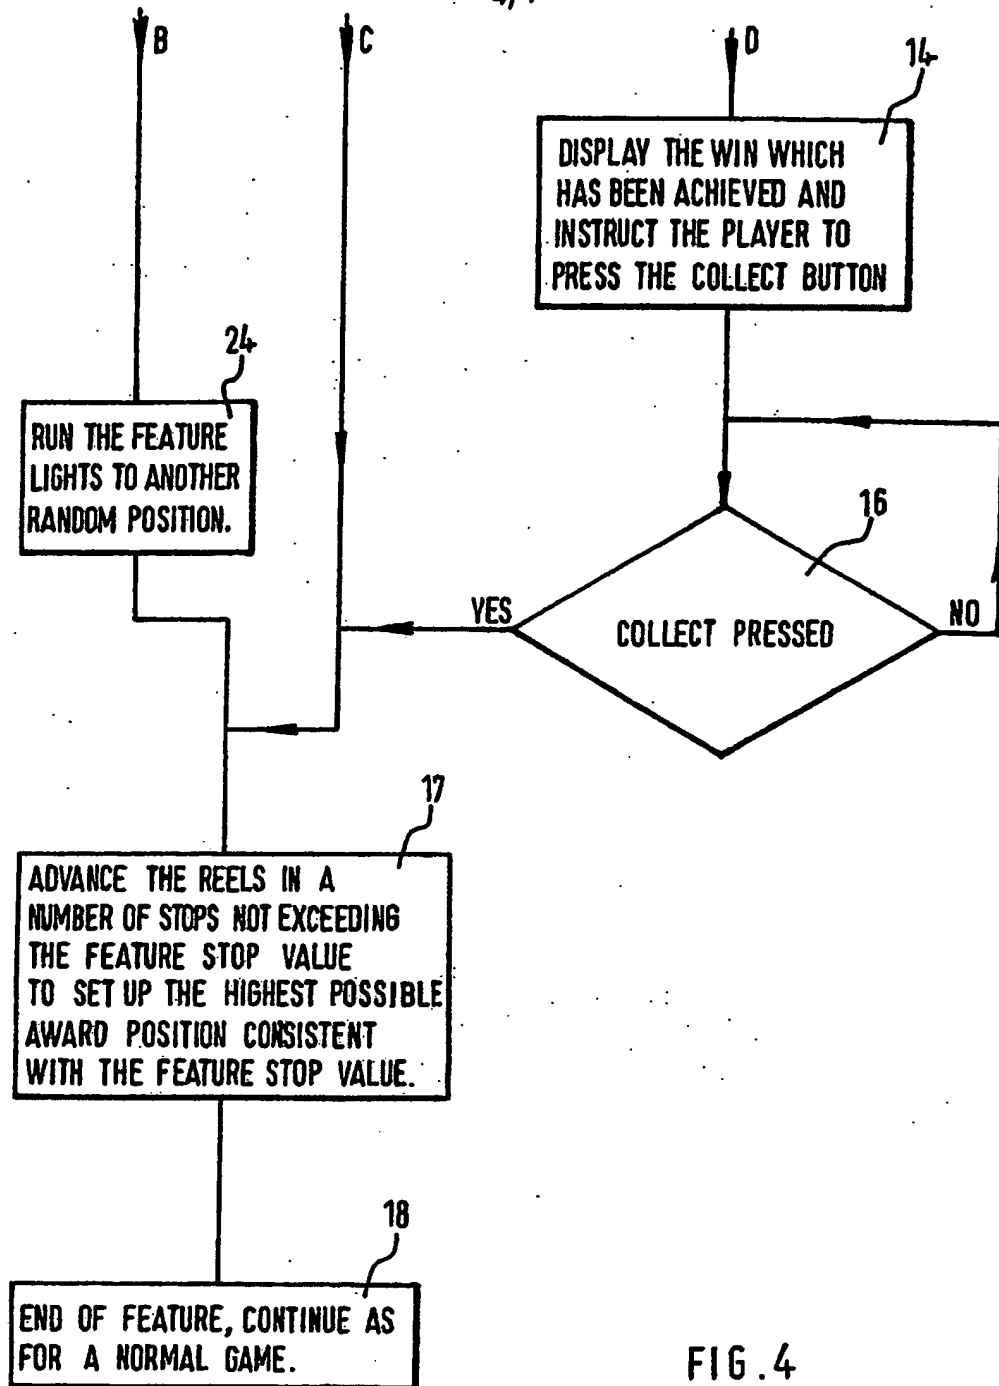 B
C
D
14
DISPLAY THE WIN WHICH
HAS BEEN ACHIEVED AND
INSTRUCT THE PLAYER TO
PRESS THE COLLECT BUTTON
24
RUN THE FEATURE
LIGHTS TO ANOTHER
RANDOM POSITION.
16
YES
COLLECT PRESSED
NO
17
ADVANCE THE REELS IN A
NUMBER OF STOPS NOT EXCEEDING
THE FEATURE STOP VALUE
TO SET UP THE HIGHEST POSSIBLE
AWARD POSITION CONSISTENT
WITH THE FEATURE STOP VALUE.
18
END OF FEATURE, CONTINUE AS
FOR A NORMAL GAME.
FIG.4